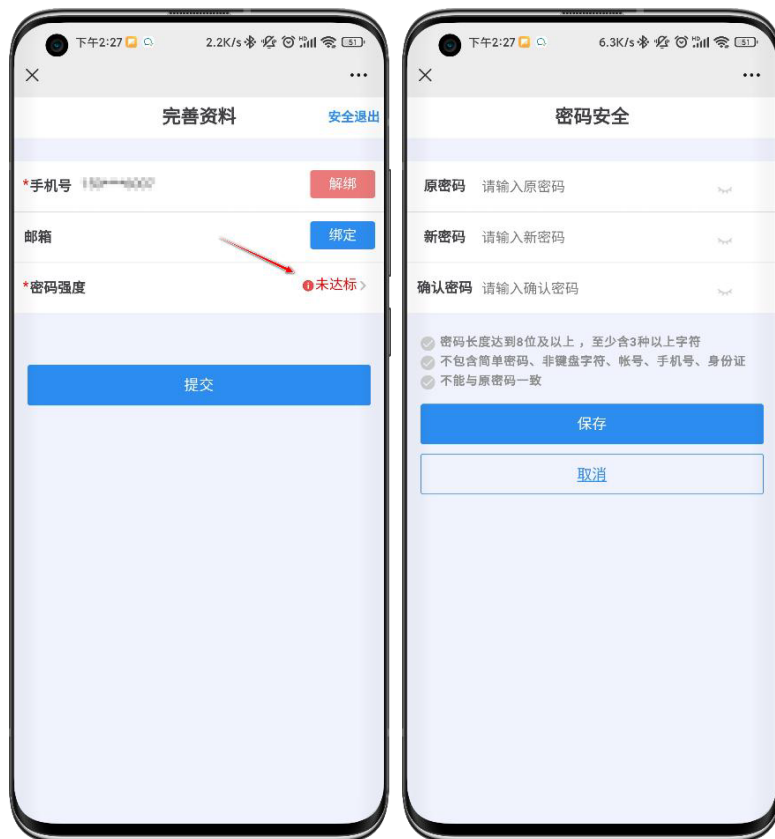 下午2:27
2.2K/s
51
完善资料
安全退出
*手机号
解绑
邮箱
绑定
*密码强度
未达标
提交
下午2:27
6.3K/s
51
密码安全
原密码 请输入原密码
新密码 请输入新密码
确认密码 请输入确认密码
密码长度达到8位及以上，至少含3种以上字符
不包含简单密码、非键盘字符、帐号、手机号、身份证
不能与原密码一致
保存
取消